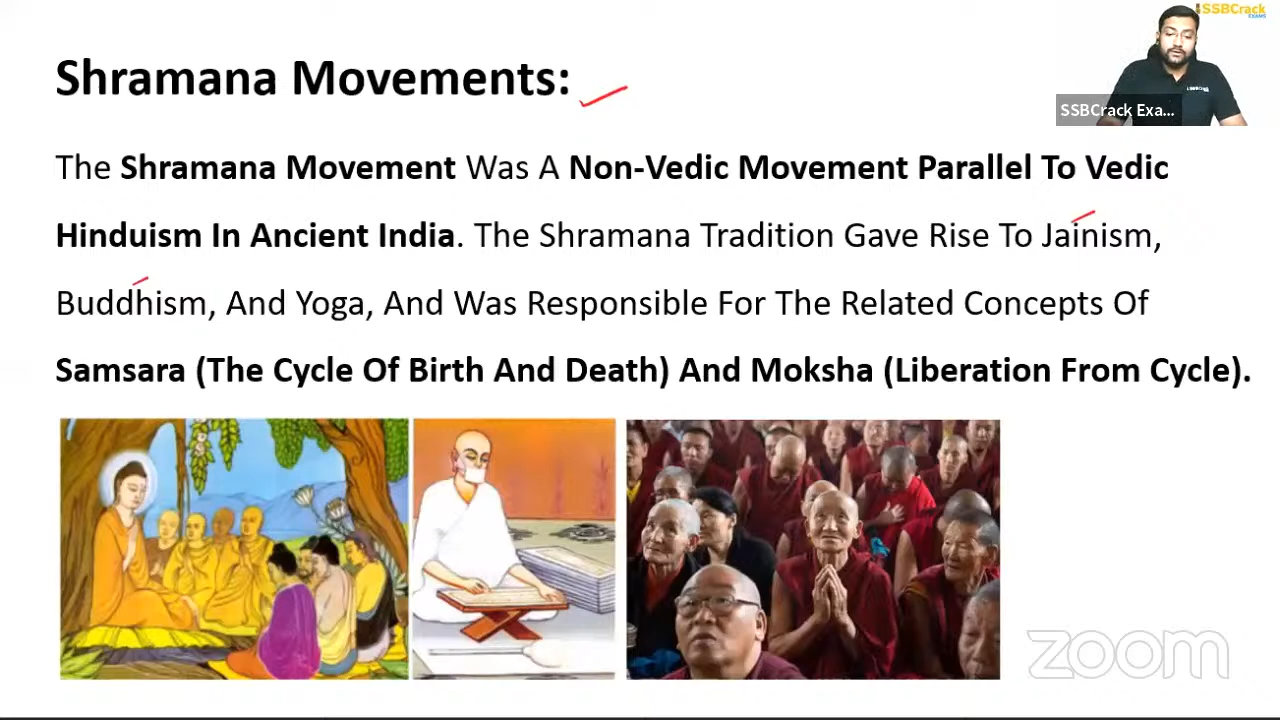 SSBCrack
EXAMS
SSBCrack Exa...
Shramana Movements:
The Shramana Movement Was A Non-Vedic Movement Parallel To Vedic
Hinduism In Ancient India. The Shramana Tradition Gave Rise To Jainism,
Buddhism, And Yoga, And Was Responsible For The Related Concepts Of
Samsara (The Cycle Of Birth And Death) And Moksha (Liberation From Cycle).
zoom